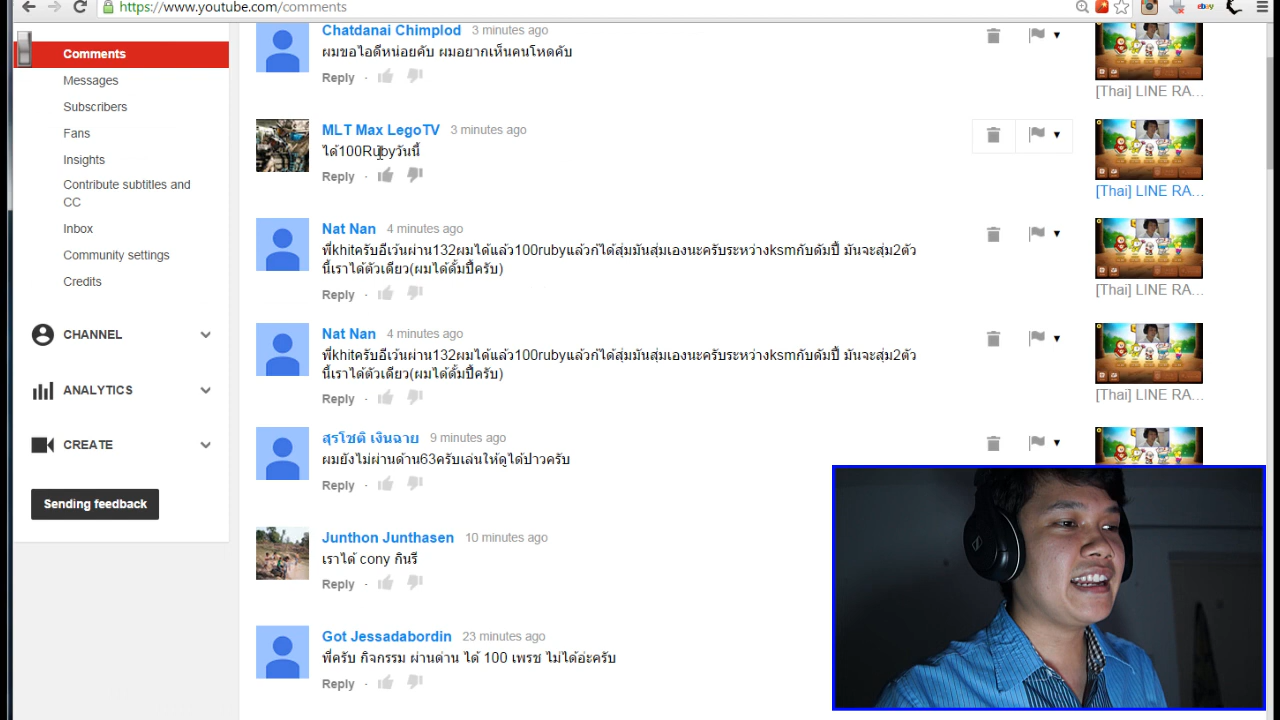 https://www.youtube.com/comments
Comments
Messages
Subscribers
Fans
Insights
Contribute subtitles and
CC
Inbox
Community settings
Credits
CHANNEL
ANALYTICS
CREATE
Sending feedback
Chatdanai Chimplod 3 minutes ago
ผมขอไอดีหน่อยคับ ผมอยากเห็นคนโหดคับ
Reply ·
[Thai] LINE RA...
MLT Max LegoTV 3 minutes ago
ได้100Rubyวันนี้
Reply ·
[Thai] LINE RA...
Nat Nan 4 minutes ago
พี่khitครับอีเว้นผ่าน132ผมได้แล้ว100rubyแล้วก็ได้สุ่มมันสุ่มเองนะครับระหว่างksmกับดัมปี้ มันจะสุ่ม2ตัว
นี้เราได้ตัวเดียว(ผมได้ดั้มปี้ครับ)
Reply ·
[Thai] LINE RA...
Nat Nan 4 minutes ago
พี่khitครับอีเว้นผ่าน132ผมได้แล้ว100rubyแล้วก็ได้สุ่มมันสุ่มเองนะครับระหว่างksmกับดัมปี้ มันจะสุ่ม2ตัว
นี้เราได้ตัวเดียว(ผมได้ดั้มปี้ครับ)
Reply ·
[Thai] LINE RA...
สุรโชติ เงินฉาย 9 minutes ago
ผมยังไม่ผ่านด้าน63ครับเล่นให้ดูได้ป่าวครับ
Reply ·
Junthon Junthasen 10 minutes ago
เราได้ cony กินรี
Reply ·
Got Jessadabordin 23 minutes ago
พี่ครับ กิจกรรม ผ่านด่าน ได้ 100 เพรช ไม่ได้อ่ะครับ
Reply ·